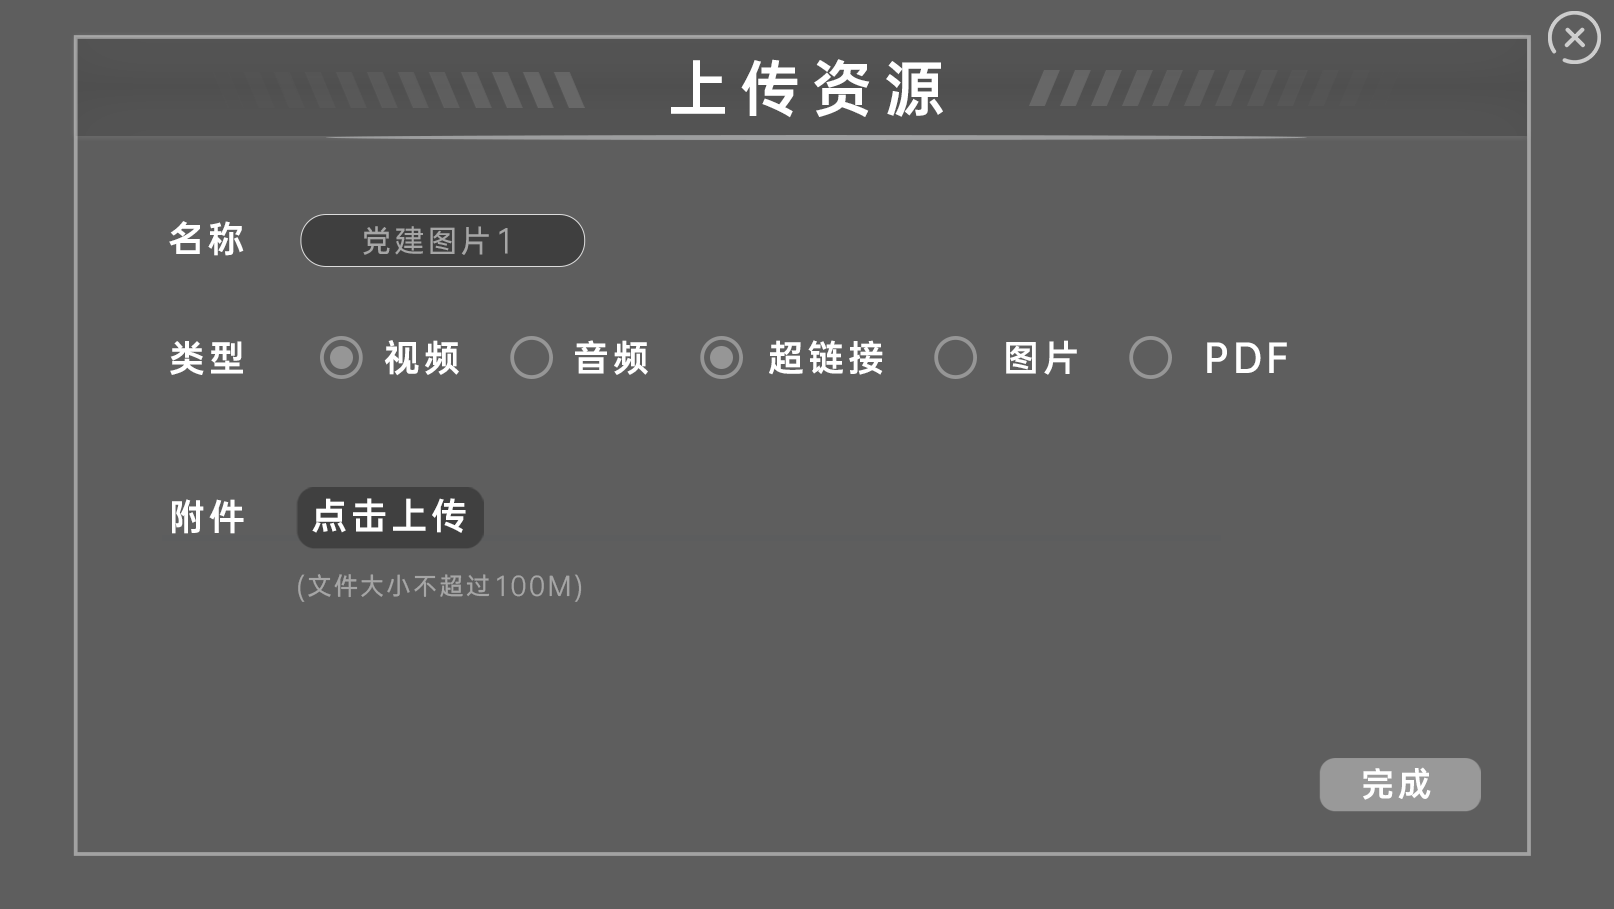 上传资源
名称 党建图片1
类型 视频 音频 超链接 图片 PDF
附件 点击上传
(文件大小不超过100M)
完成